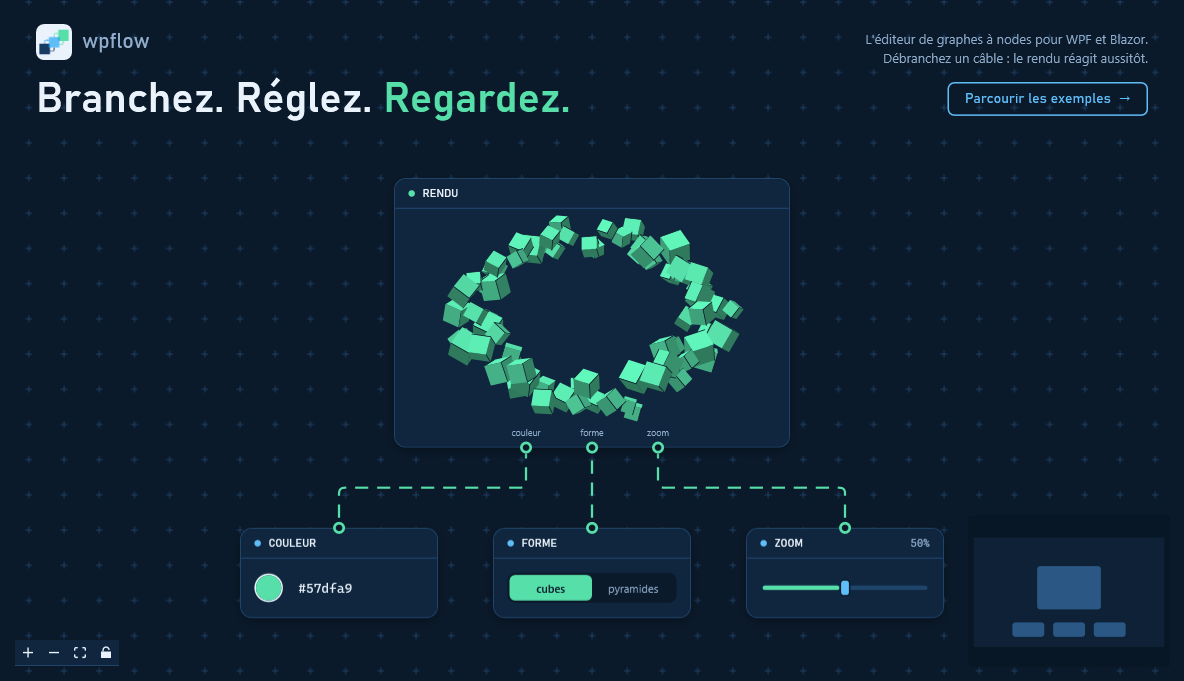 wpflow
L'éditeur de graphes à nodes pour WPF et Blazor.
Débranchez un câble : le rendu réagit aussitôt.
Branchez. Réglez. Regardez.
Parcourir les exemples →
RENDU
couleur forme zoom
COULEUR
#57dfa9
FORME
cubes pyramides
ZOOM 50%